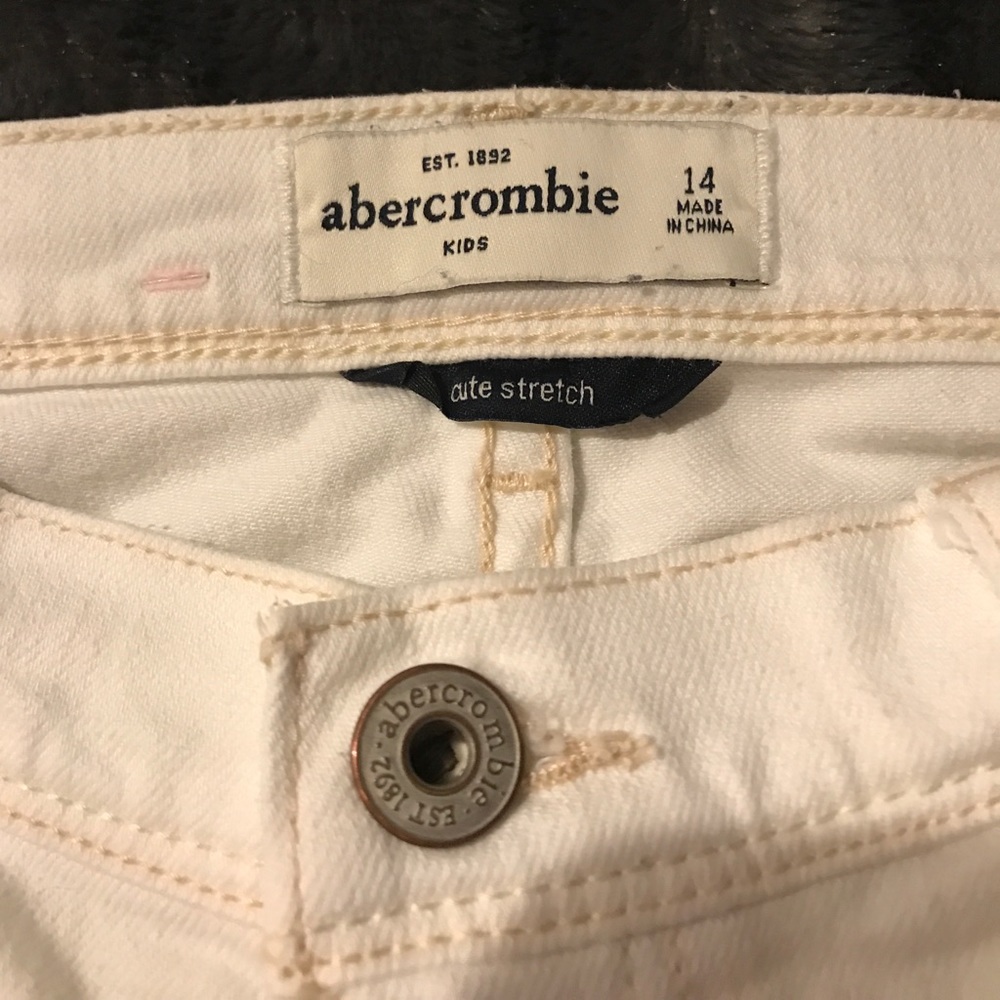 EST. 1892
abercrombie
KIDS
14
MADE
IN CHINA
cute stretch
abercrombie · EST 1892 ·